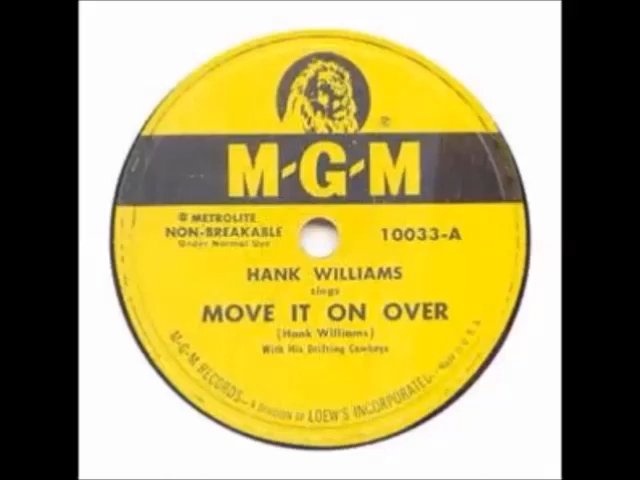 ®
M-G-M
® METROLITE
NON-BREAKABLE
Under Normal Use
10033-A
HANK WILLIAMS
sings
MOVE IT ON OVER
(Hank Williams)
With His Drifting Cowboys
M-G-M RECORDS — A DIVISION OF LOEW'S INCORPORATED — MADE IN U.S.A.